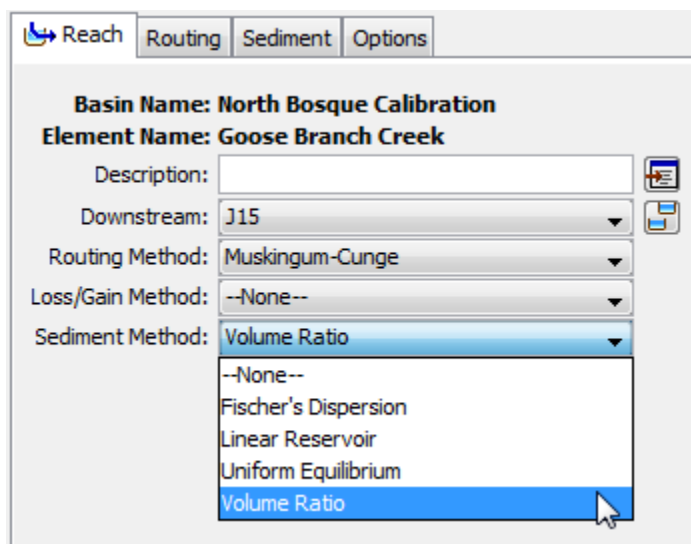 Reach Routing Sediment Options
Basin Name: North Bosque Calibration
Element Name: Goose Branch Creek
Description:
Downstream: J15
Routing Method: Muskingum-Cunge
Loss/Gain Method: --None--
Sediment Method: Volume Ratio
--None--
Fischer's Dispersion
Linear Reservoir
Uniform Equilibrium
Volume Ratio